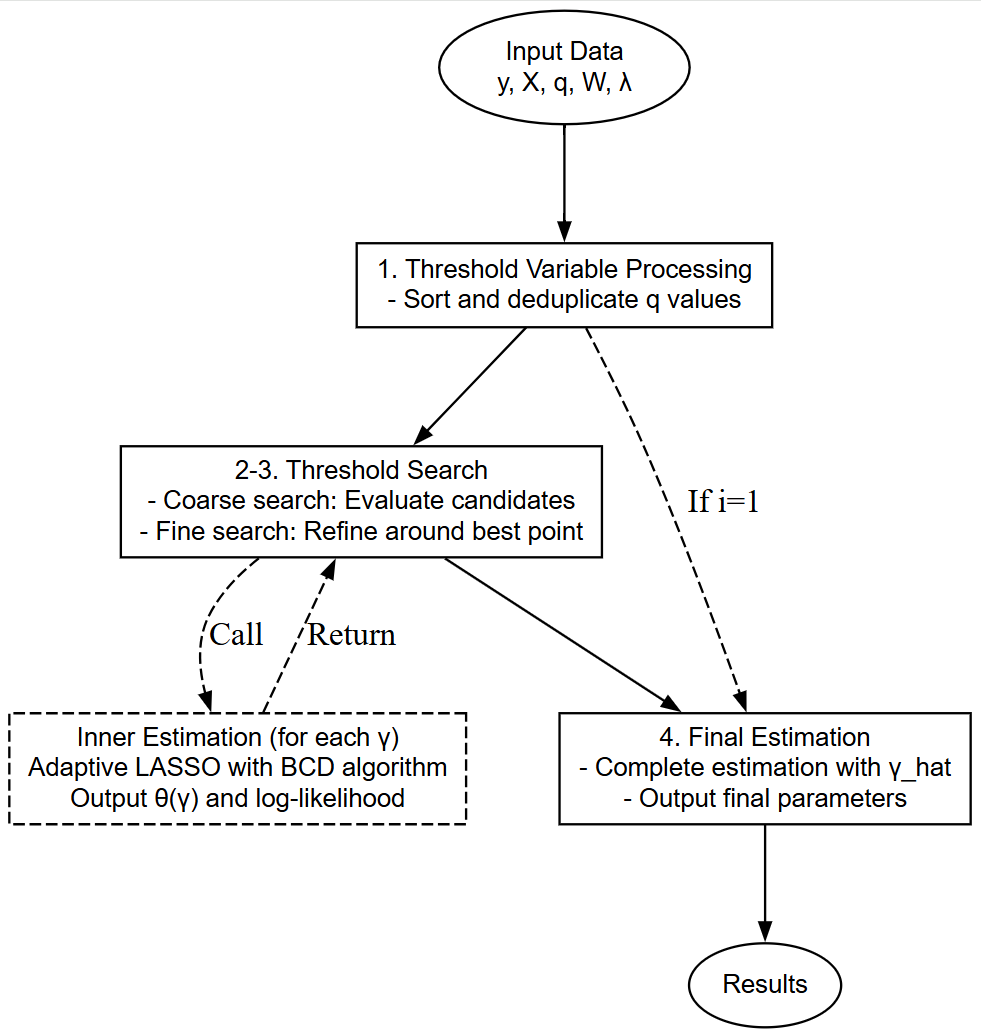 Input Data
y, X, q, W, λ
1. Threshold Variable Processing
- Sort and deduplicate q values
2-3. Threshold Search
- Coarse search: Evaluate candidates
- Fine search: Refine around best point
If i=1
Call
Return
Inner Estimation (for each γ)
Adaptive LASSO with BCD algorithm
Output θ(γ) and log-likelihood
4. Final Estimation
- Complete estimation with γ_hat
- Output final parameters
Results